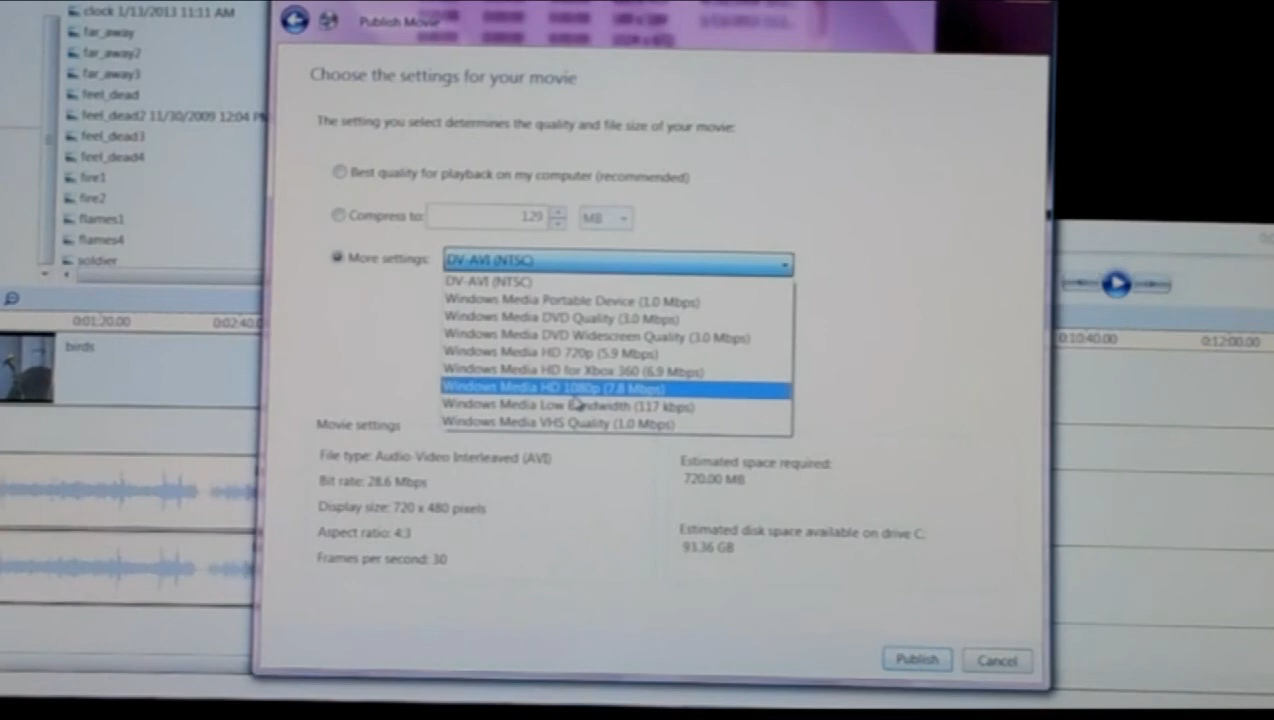 clock 1/13/2013 11:11 AM
far_away
far_away2
far_away3
feel_dead
feel_dead2 11/30/2009 12:04 PM
feel_dead3
feel_dead4
fire1
fire2
flames1
flames4
soldier
0:01:20.00
0:02:40.0
birds
Publish Movie
Choose the settings for your movie
The setting you select determines the quality and file size of your movie:
Best quality for playback on my computer (recommended)
Compress to: 129 MB
More settings: DV-AVI (NTSC)
DV-AVI (NTSC)
Windows Media Portable Device (1.0 Mbps)
Windows Media DVD Quality (3.0 Mbps)
Windows Media DVD Widescreen Quality (3.0 Mbps)
Windows Media HD 720p (5.9 Mbps)
Windows Media HD for Xbox 360 (6.9 Mbps)
Windows Media HD 1080p (7.8 Mbps)
Windows Media Low Bandwidth (117 kbps)
Windows Media VHS Quality (1.0 Mbps)
Movie settings
File type: Audio-Video Interleaved (AVI)
Bit rate: 28.6 Mbps
Display size: 720 x 480 pixels
Aspect ratio: 4:3
Frames per second: 30
Estimated space required:
720.00 MB
Estimated disk space available on drive C:
93.36 GB
Publish
Cancel
0:10:40.00
0:12:00.00